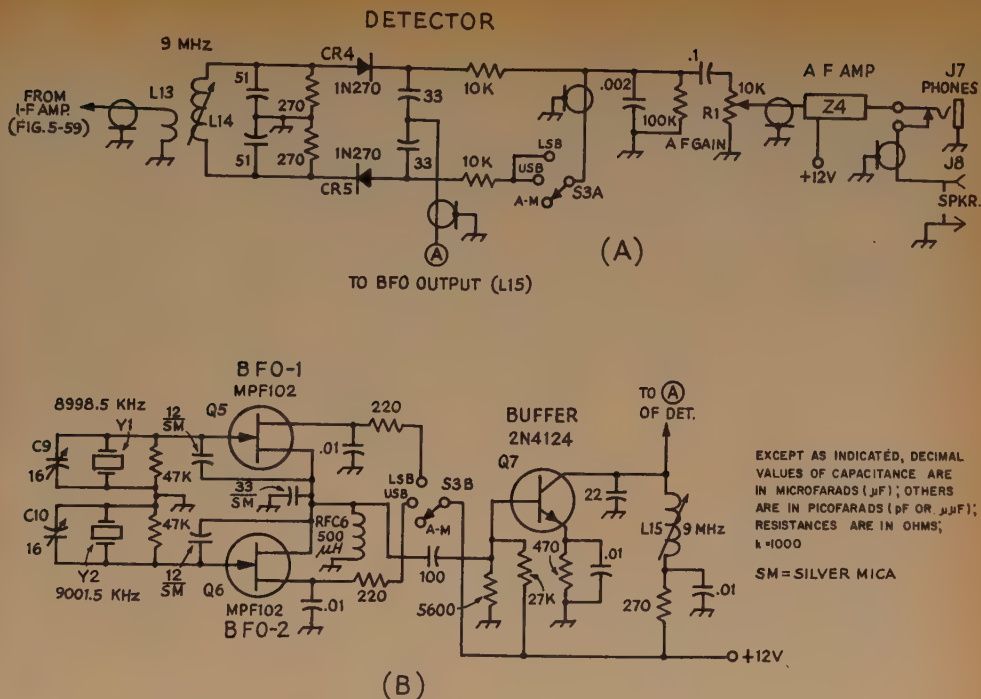 DETECTOR
9 MHz
FROM
I-F AMP.
(FIG. 5-59)
L13
L14
51
51
270
270
CR4
1N270
1N270
CR5
33
33
10K
10K
LSB
USB
A-M
S3A
.002
100K
.1
10K
R1
AF GAIN
A F AMP
Z4
+12V
J7
PHONES
J8
SPKR.
A
TO BFO OUTPUT (L15)
(A)
BFO-1
MPF102
8998.5 KHz
Y1
12
SM
Q5
C9
16
47K
.01
220
33
SM
LSB
USB
A-M
S3B
C10
16
47K
RFC6
500
μH
Y2
9001.5 KHz
12
SM
Q6
MPF102
BFO-2
.01
220
100
BUFFER
2N4124
Q7
5600
27K
470
.01
22
TO A
OF DET.
L15
9 MHz
270
.01
+12V
EXCEPT AS INDICATED, DECIMAL
VALUES OF CAPACITANCE ARE
IN MICROFARADS (μF); OTHERS
ARE IN PICOFARADS (pF OR μμF);
RESISTANCES ARE IN OHMS;
k=1000
SM=SILVER MICA
(B)